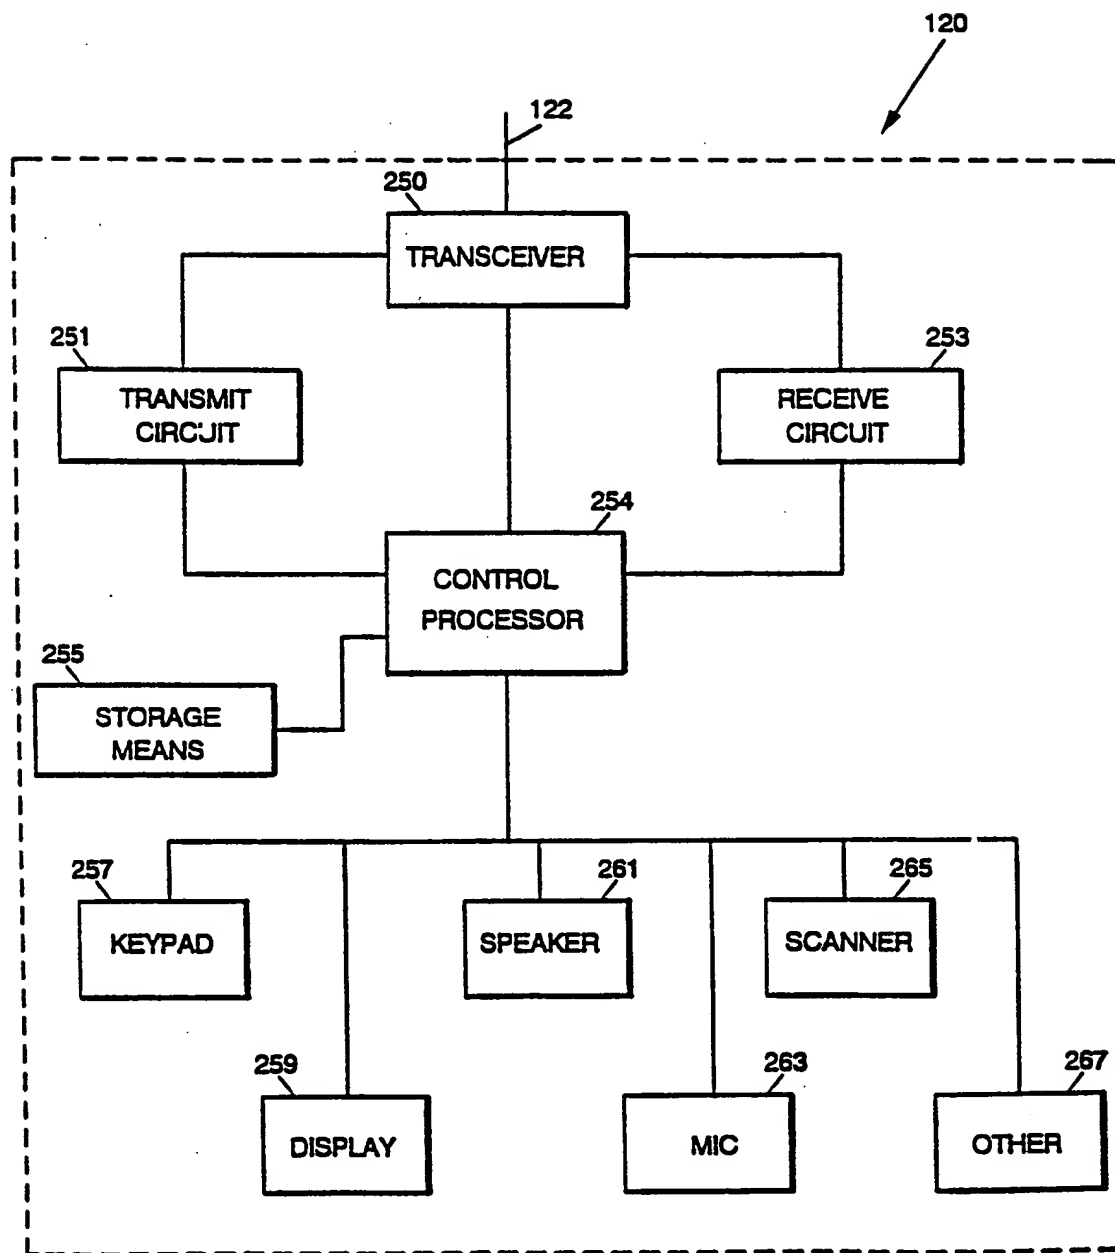 120
122
250
TRANSCEIVER
251
TRANSMIT
CIRCUIT
253
RECEIVE
CIRCUIT
254
CONTROL
PROCESSOR
255
STORAGE
MEANS
257
KEYPAD
261
SPEAKER
265
SCANNER
259
DISPLAY
263
MIC
267
OTHER